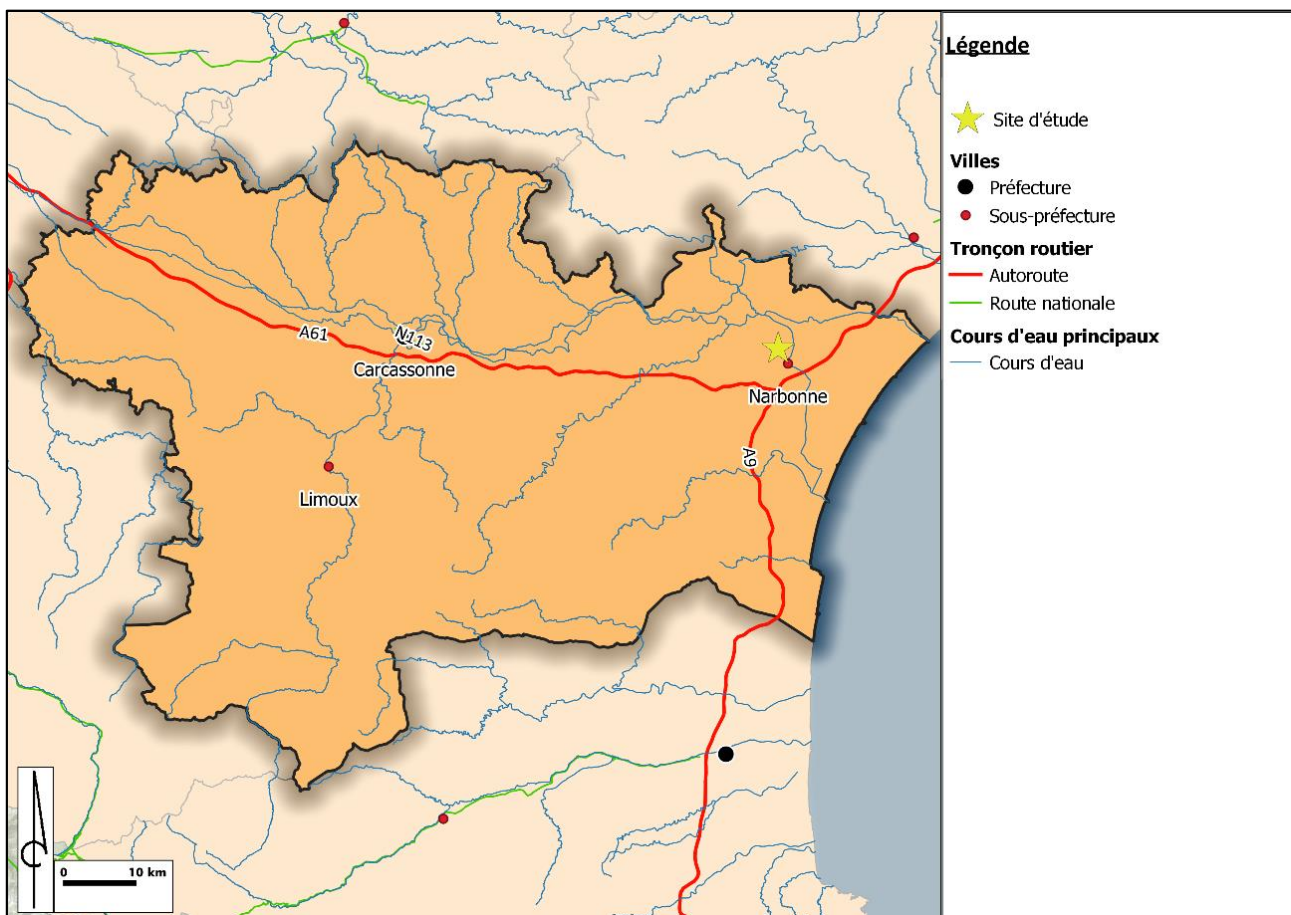 Légende
Site d'étude
Villes
Préfecture
Sous-préfecture
Tronçon routier
Autoroute
Route nationale
Cours d'eau principaux
Cours d'eau
A61
N113
Carcassonne
Narbonne
A9
Limoux
0 10 km